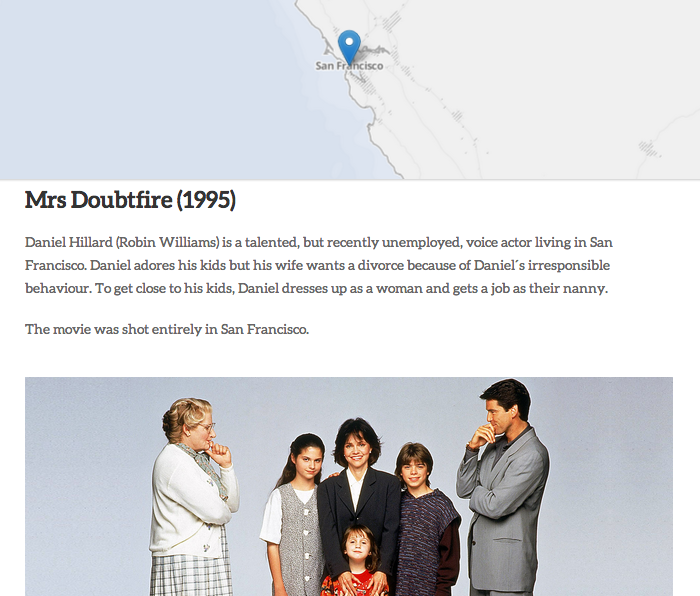 San Francisco
Mrs Doubtfire (1995)
Daniel Hillard (Robin Williams) is a talented, but recently unemployed, voice actor living in San
Francisco. Daniel adores his kids but his wife wants a divorce because of Daniel´s irresponsible
behaviour. To get close to his kids, Daniel dresses up as a woman and gets a job as their nanny.
The movie was shot entirely in San Francisco.